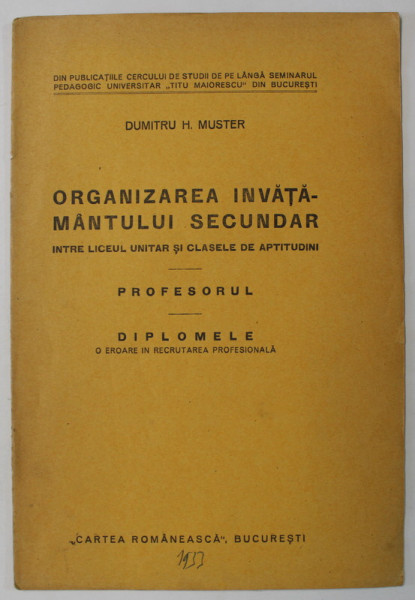 DIN PUBLICAȚIILE CERCULUI DE STUDII DE PE LÂNGĂ SEMINARUL
PEDAGOGIC UNIVERSITAR „TITU MAIORESCU" DIN BUCUREȘTI
DUMITRU H. MUSTER
ORGANIZAREA INVĂȚĂ-
MÂNTULUI SECUNDAR
INTRE LICEUL UNITAR ȘI CLASELE DE APTITUDINI
PROFESORUL
DIPLOMELE
O EROARE IN RECRUTAREA PROFESIONALĂ
„CARTEA ROMÂNEASCĂ", BUCUREȘTI
1933